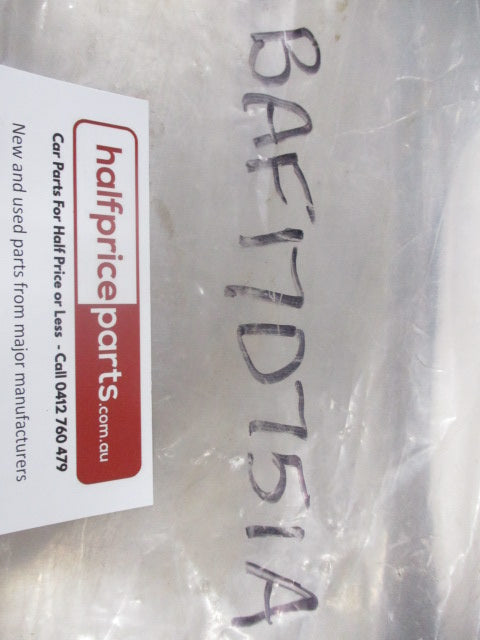 BAF17D751A
halfpriceparts.com.au
Car Parts For Half Price or Less - Call 0412 760 479
New and used parts from major manufacturers